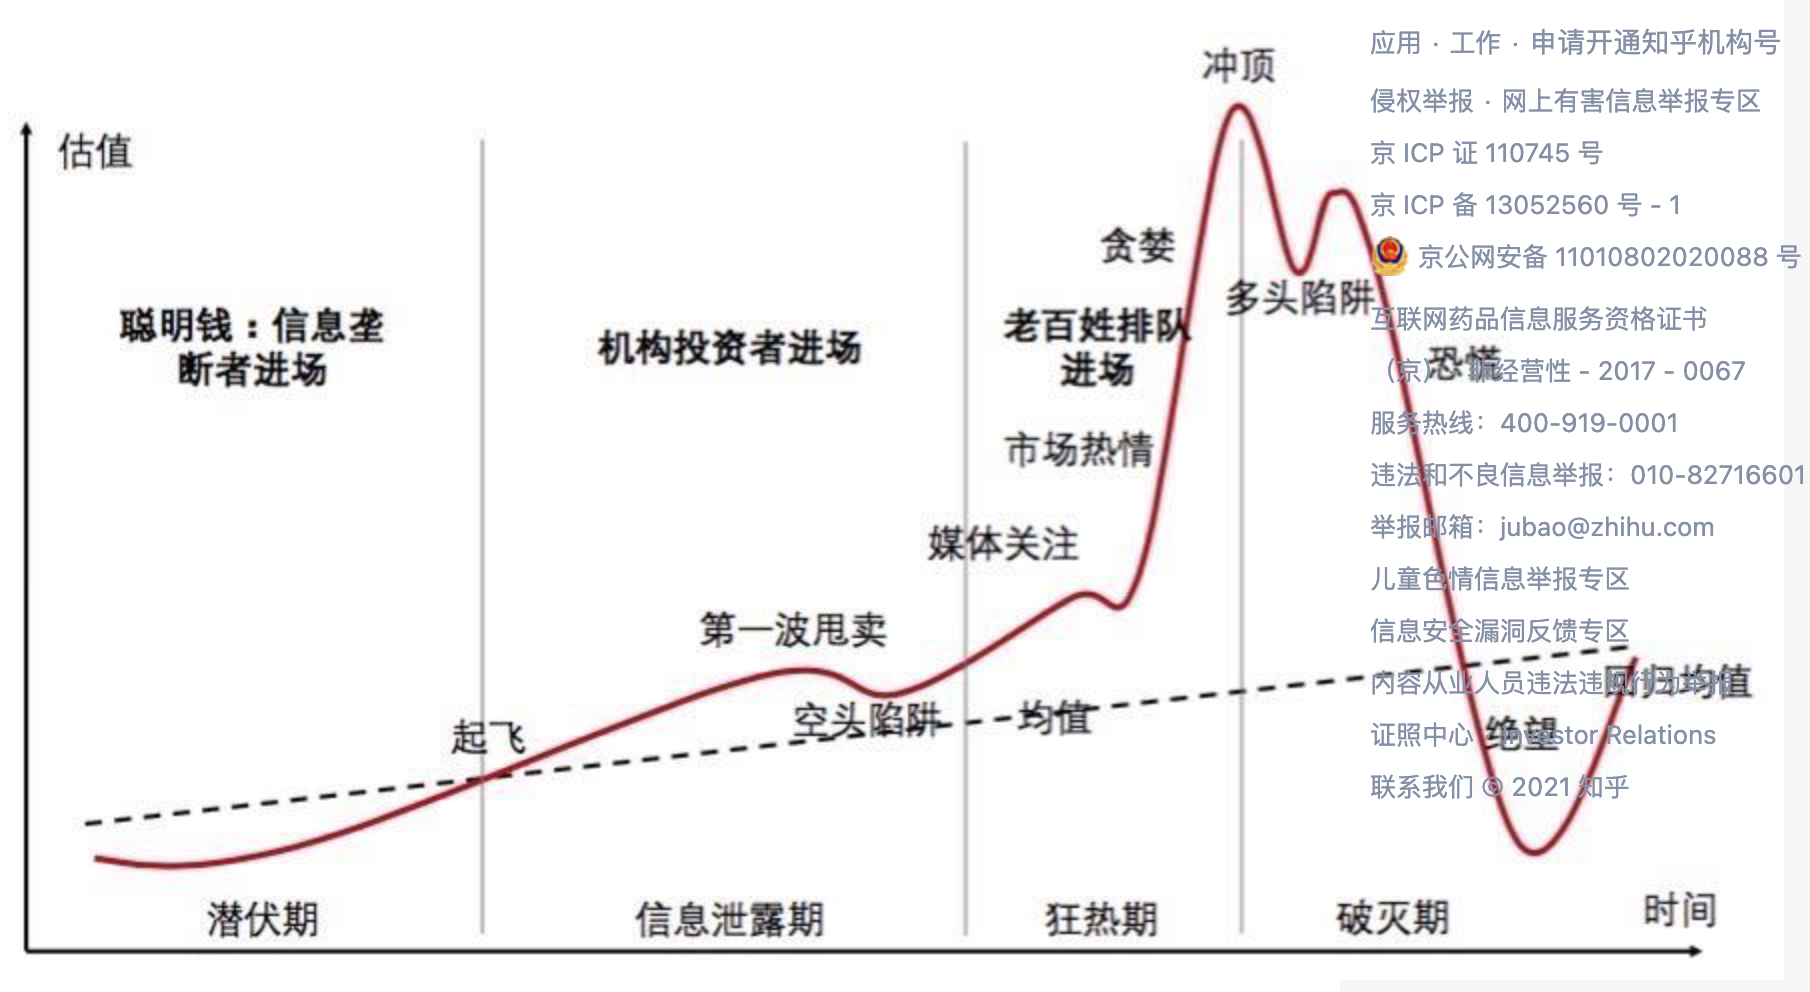 估值
冲顶
贪婪
多头陷阱
恐慌
聪明钱：信息垄
断者进场
机构投资者进场
老百姓排队
进场
市场热情
媒体关注
第一波甩卖
空头陷阱
均值
起飞
绝望
回归均值
潜伏期
信息泄露期
狂热期
破灭期
时间
应用 · 工作 · 申请开通知乎机构号
侵权举报 · 网上有害信息举报专区
京 ICP 证 110745 号
京 ICP 备 13052560 号 - 1
京公网安备 11010802020088 号
互联网药品信息服务资格证书
（京）- 经营性 - 2017 - 0067
服务热线：400-919-0001
违法和不良信息举报：010-82716601
举报邮箱：jubao@zhihu.com
儿童色情信息举报专区
信息安全漏洞反馈专区
内容从业人员违法违规
证照中心 · Investor Relations
联系我们 © 2021 知乎